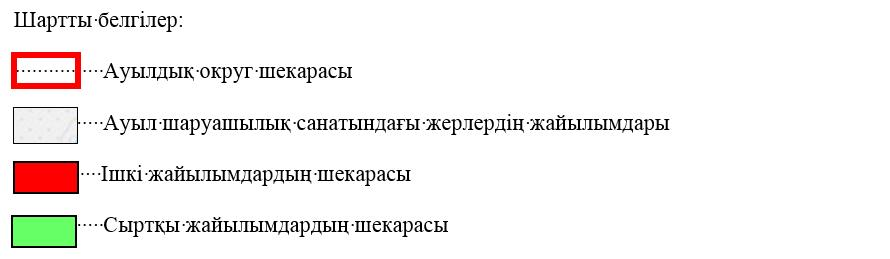 Шартты белгілер:
Ауылдық округ шекарасы
Ауыл шаруашылық санатындағы жерлердің жайылымдары
Ішкі жайылымдардың шекарасы
Сыртқы жайылымдардың шекарасы